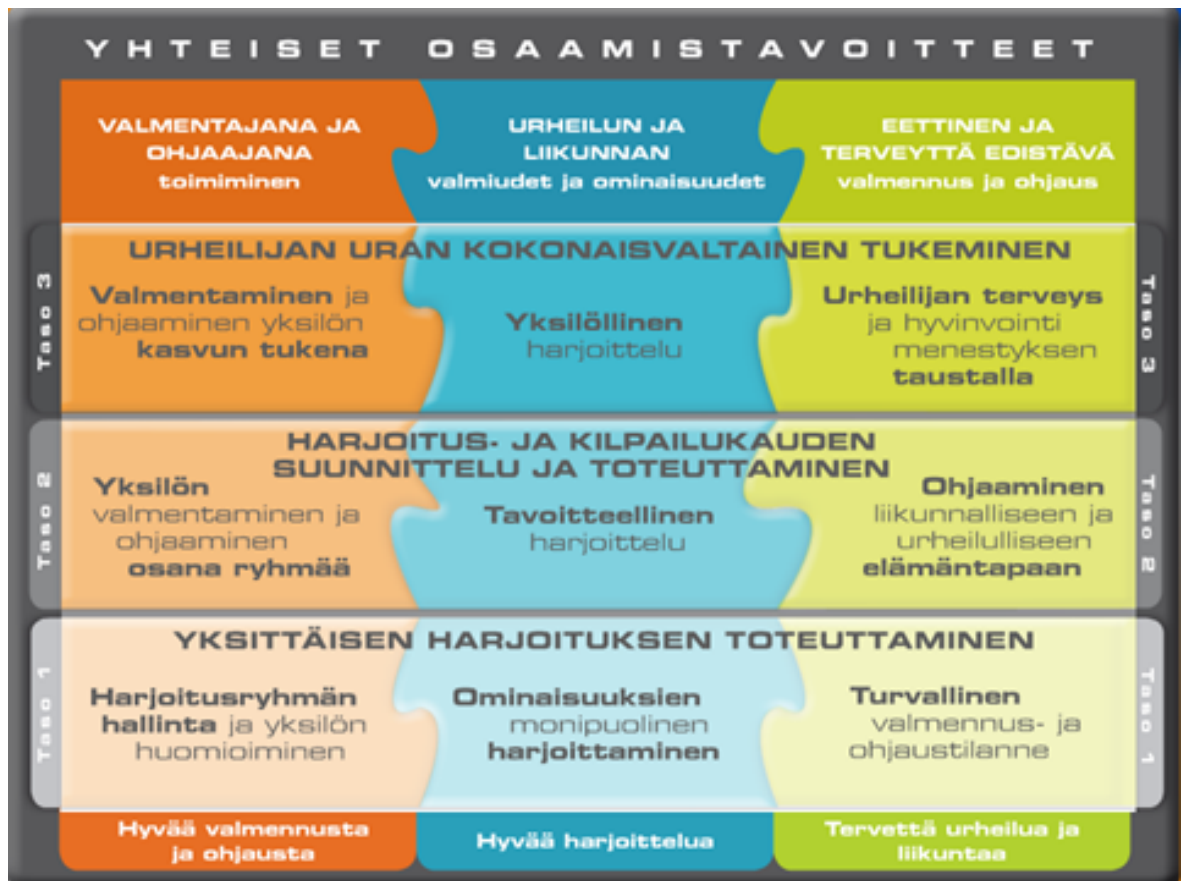 YHTEISET OSAAMISTAVOITTEET
VALMENTAJANA JA
OHJAAJANA
toimiminen
URHEILUN JA
LIIKUNNAN
valmiudet ja ominaisuudet
EETTINEN JA
TERVEYTTÄ EDISTÄVÄ
valmennus ja ohjaus
Taso 3
URHEILIJAN URAN KOKONAISVALTAINEN TUKEMINEN
Valmentaminen ja
ohjaaminen yksilön
kasvun tukena
Yksilöllinen
harjoittelu
Urheilijan terveys
ja hyvinvointi
menestyksen
taustalla
Taso 3
Taso 2
HARJOITUS- JA KILPAILUKAUDEN
SUUNNITTELU JA TOTEUTTAMINEN
Yksilön
valmentaminen ja
ohjaaminen
osana ryhmää
Tavoitteellinen
harjoittelu
Ohjaaminen
liikunnalliseen ja
urheilulliseen
elämäntapaan
Taso 2
Taso 1
YKSITTÄISEN HARJOITUKSEN TOTEUTTAMINEN
Harjoitusryhmän
hallinta ja yksilön
huomioiminen
Ominaisuuksien
monipuolinen
harjoittaminen
Turvallinen
valmennus- ja
ohjaustilanne
Taso 1
Hyvää valmennusta
ja ohjausta
Hyvää harjoittelua
Tervettä urheilua ja
liikuntaa